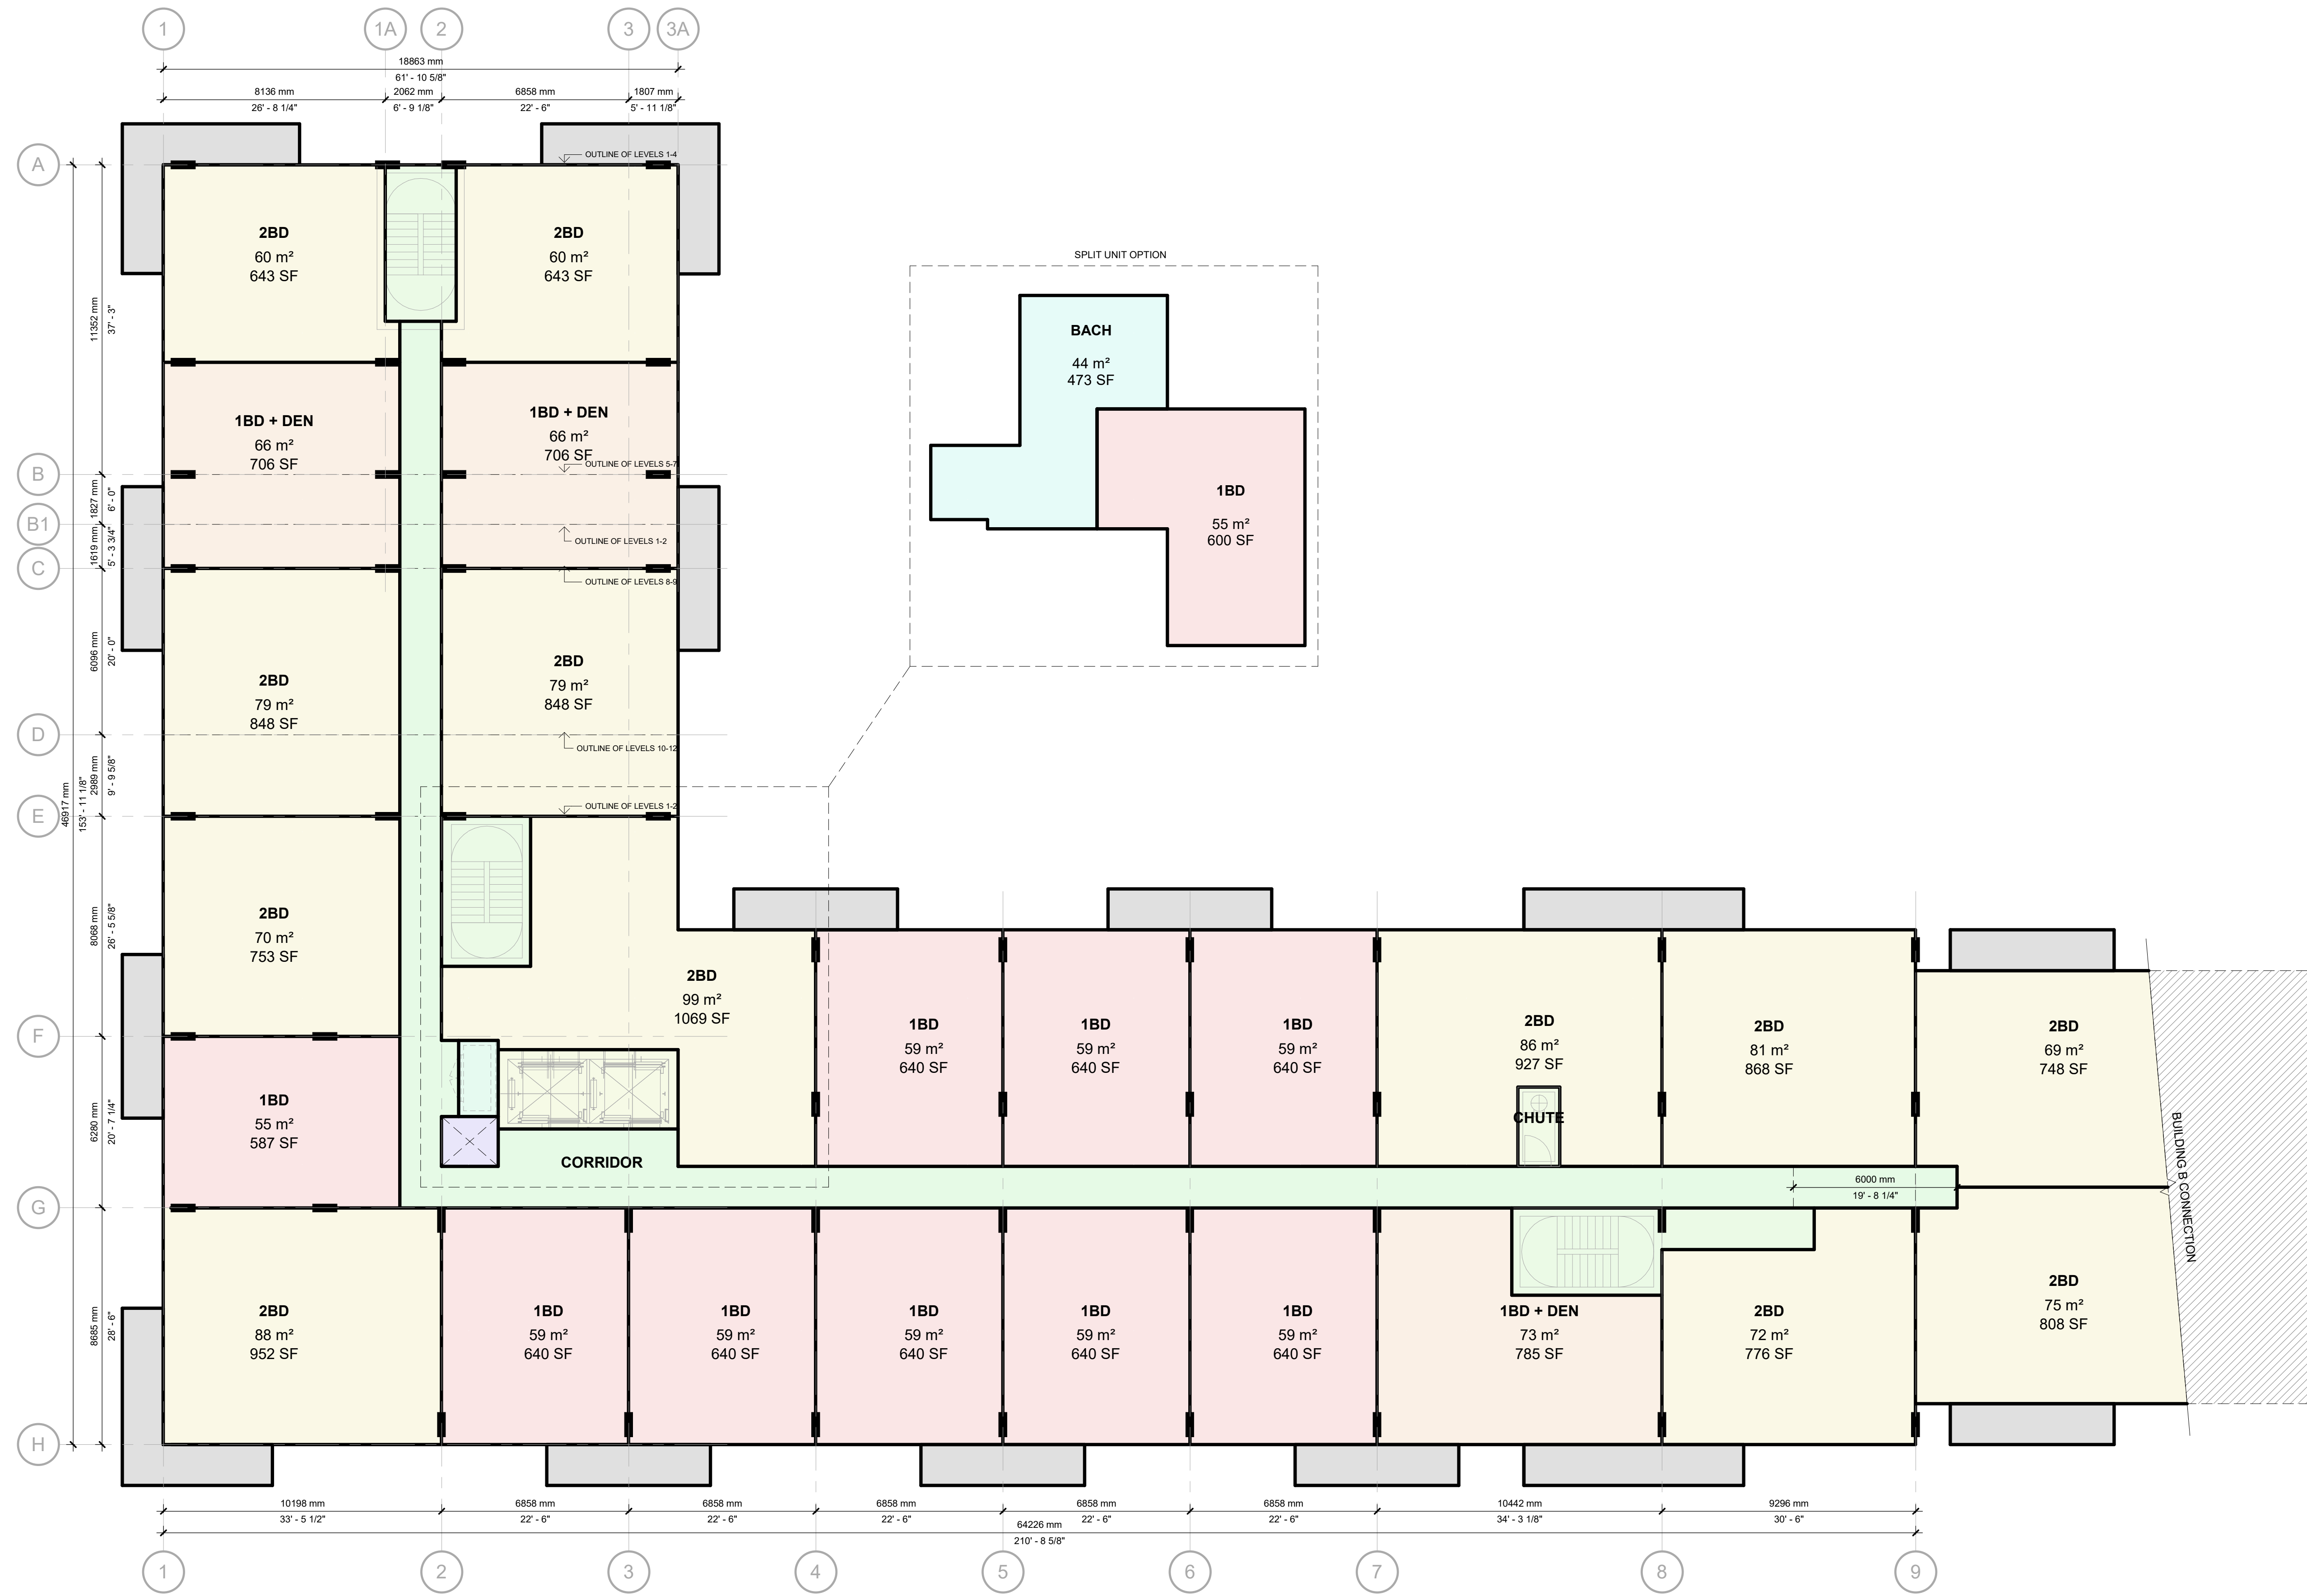 1
1A
2
3
3A
18863 mm
61' - 10 5/8"
8136 mm
2062 mm
6858 mm
1807 mm
26' - 8 1/4"
6' - 9 1/8"
22' - 6"
5' - 11 1/8"
A
OUTLINE OF LEVELS 1-4
2BD
60 m²
643 SF
2BD
60 m²
643 SF
11352 mm
37' - 3"
1BD + DEN
66 m²
706 SF
1BD + DEN
66 m²
706 SF
OUTLINE OF LEVELS 5-7
B
1827 mm
6' - 0"
B1
OUTLINE OF LEVELS 1-2
1619 mm
5' - 3 3/4"
C
OUTLINE OF LEVELS 8-9
2BD
79 m²
848 SF
2BD
79 m²
848 SF
6096 mm
20' - 0"
D
OUTLINE OF LEVELS 10-12
2989 mm
9' - 9 5/8"
46917 mm
153' - 11 1/8"
E
OUTLINE OF LEVELS 1-2
SPLIT UNIT OPTION
BACH
44 m²
473 SF
1BD
55 m²
600 SF
2BD
70 m²
753 SF
8068 mm
26' - 5 5/8"
2BD
99 m²
1069 SF
F
1BD
59 m²
640 SF
1BD
59 m²
640 SF
1BD
59 m²
640 SF
2BD
86 m²
927 SF
CHUTE
2BD
81 m²
868 SF
2BD
69 m²
748 SF
1BD
55 m²
587 SF
6280 mm
20' - 7 1/4"
CORRIDOR
6000 mm
19' - 8 1/4"
BUILDING B CONNECTION
G
8685 mm
28' - 6"
2BD
88 m²
952 SF
1BD
59 m²
640 SF
1BD
59 m²
640 SF
1BD
59 m²
640 SF
1BD
59 m²
640 SF
1BD
59 m²
640 SF
1BD + DEN
73 m²
785 SF
2BD
72 m²
776 SF
2BD
75 m²
808 SF
H
10198 mm
6858 mm
6858 mm
6858 mm
6858 mm
6858 mm
10442 mm
9296 mm
33' - 5 1/2"
22' - 6"
22' - 6"
22' - 6"
22' - 6"
22' - 6"
34' - 3 1/8"
30' - 6"
64226 mm
210' - 8 5/8"
1
2
3
4
5
6
7
8
9